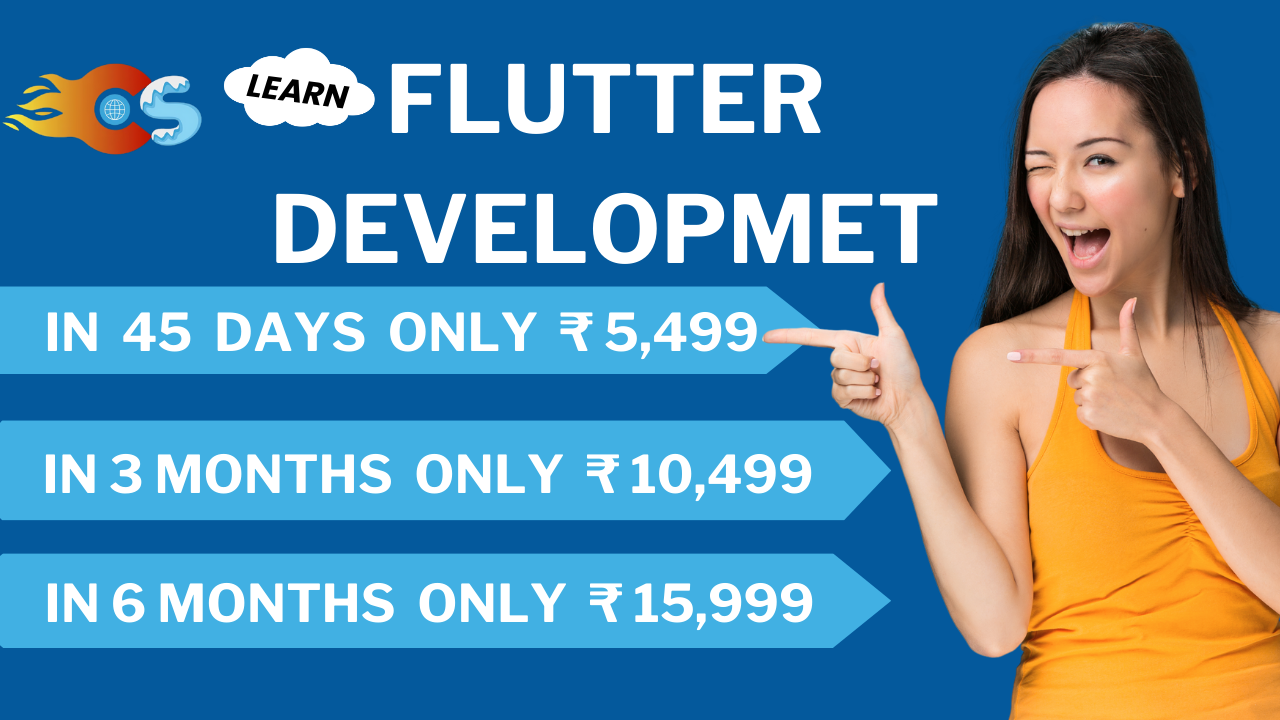 CS
LEARN
FLUTTER
DEVELOPMET
IN 45 DAYS ONLY ₹ 5,499
IN 3 MONTHS ONLY ₹ 10,499
IN 6 MONTHS ONLY ₹ 15,999